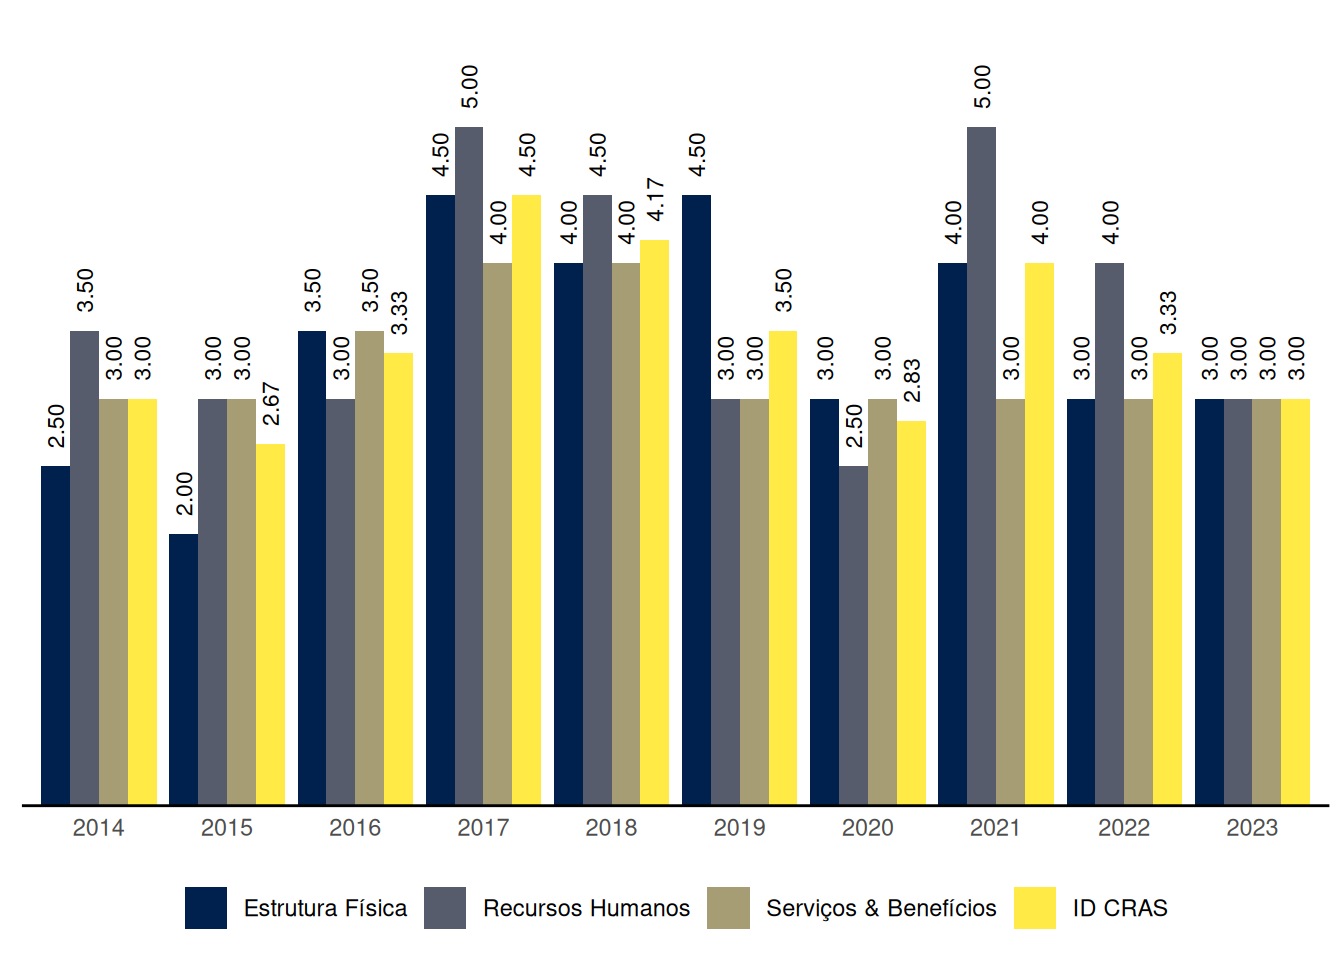 5.00 5.00
4.50 4.50 4.50 4.50
4.17
4.00 4.00 4.00 4.00 4.00 4.00
3.50 3.50 3.50 3.50
3.33 3.33
3.00 3.00 3.00 3.00 3.00 3.00 3.00 3.00 3.00 3.00 3.00 3.00 3.00 3.00 3.00 3.00
2.83
2.67
2.50 2.50
2.00
2014 2015 2016 2017 2018 2019 2020 2021 2022 2023
Estrutura Física Recursos Humanos Serviços & Benefícios ID CRAS